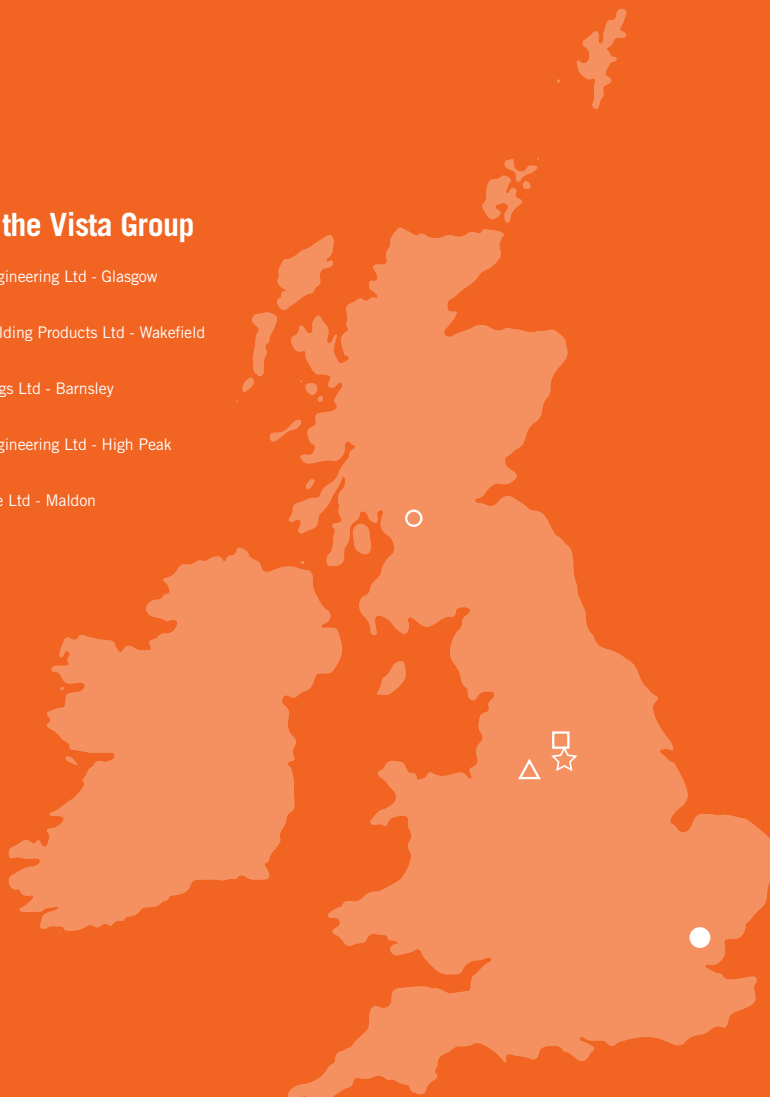 the Vista Group
gineering Ltd - Glasgow
lding Products Ltd - Wakefield
gs Ltd - Barnsley
gineering Ltd - High Peak
e Ltd - Maldon